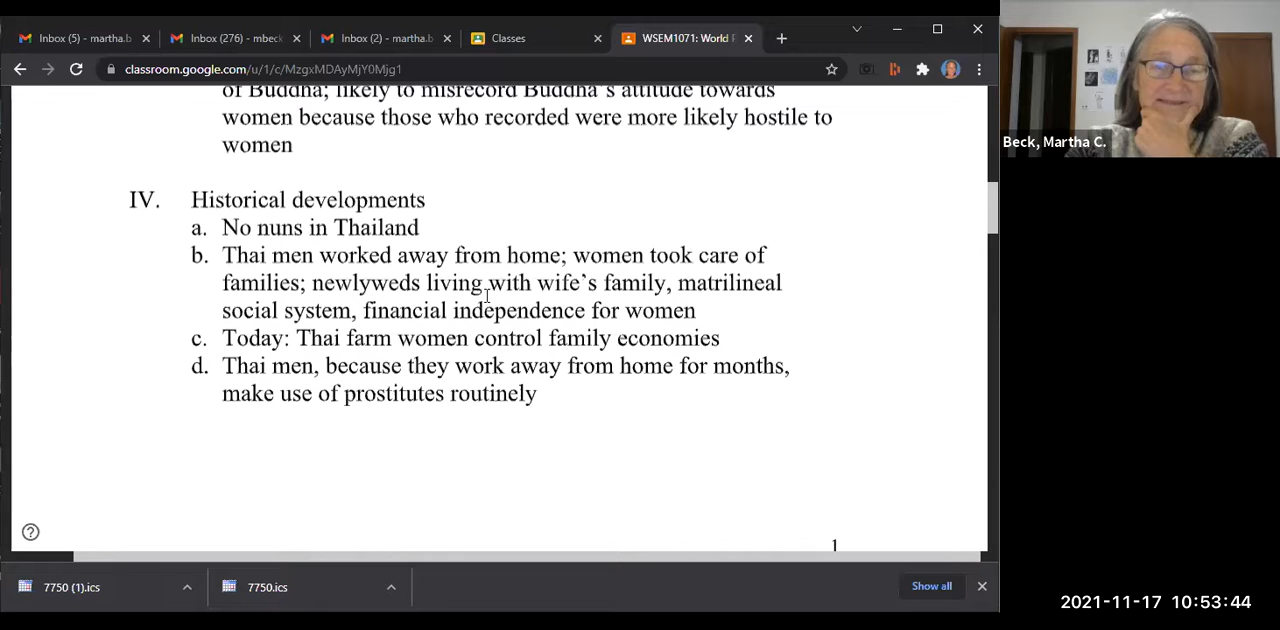 Inbox (5) - martha.b
Inbox (276) - mbeck
Inbox (2) - martha.b
Classes
WSEM1071: World
classroom.google.com/u/1/c/MzgxMDAyMjY0Mjg1
of Buddha; likely to misrecord Buddha's attitude towards
women because those who recorded were more likely hostile to
women
IV. Historical developments
a. No nuns in Thailand
b. Thai men worked away from home; women took care of
families; newlyweds living with wife's family, matrilineal
social system, financial independence for women
c. Today: Thai farm women control family economies
d. Thai men, because they work away from home for months,
make use of prostitutes routinely
1
7750 (1).ics
7750.ics
Show all
Beck, Martha C.
2021-11-17 10:53:44